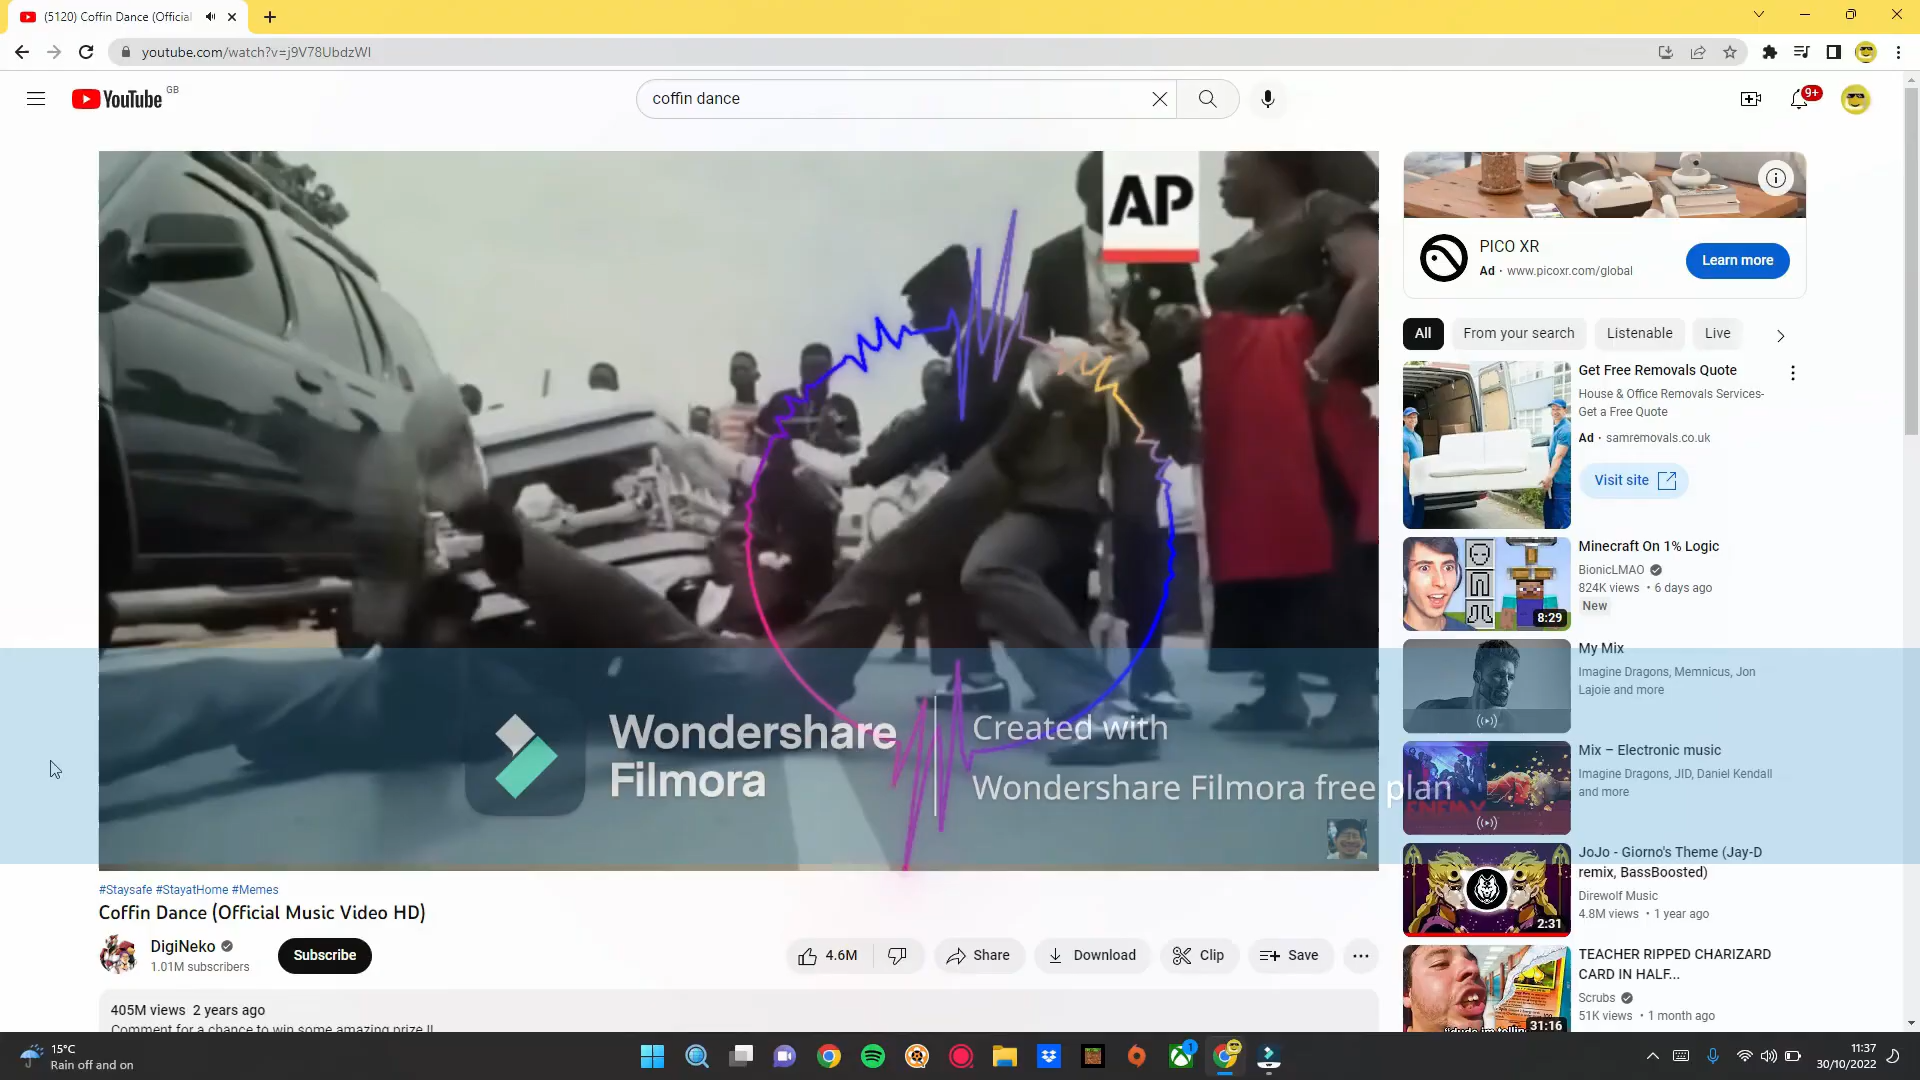 (5120) Coffin Dance (Official
youtube.com/watch?v=j9V78UbdzWI
YouTube GB
coffin dance
9+
AP
PICO XR
Ad · www.picoxr.com/global
Learn more
All
From your search
Listenable
Live
Get Free Removals Quote
House & Office Removals Services-
Get a Free Quote
Ad · samremovals.co.uk
Visit site
Minecraft On 1% Logic
BionicLMAO
824K views • 6 days ago
New
8:29
My Mix
Imagine Dragons, Memnicus, Jon
Lajoie and more
Wondershare
Filmora
Created with
Wondershare Filmora free plan
Mix – Electronic music
Imagine Dragons, JID, Daniel Kendall
and more
JoJo - Giorno's Theme (Jay-D
remix, BassBoosted)
Direwolf Music
4.8M views • 1 year ago
2:31
#Staysafe #StayatHome #Memes
Coffin Dance (Official Music Video HD)
DigiNeko
1.01M subscribers
Subscribe
4.6M
Share
Download
Clip
Save
TEACHER RIPPED CHARIZARD
CARD IN HALF...
Scrubs
51K views • 1 month ago
31:16
405M views 2 years ago
Comment for a chance to win some amazing prize !!
15°C
Rain off and on
1
11:37
30/10/2022